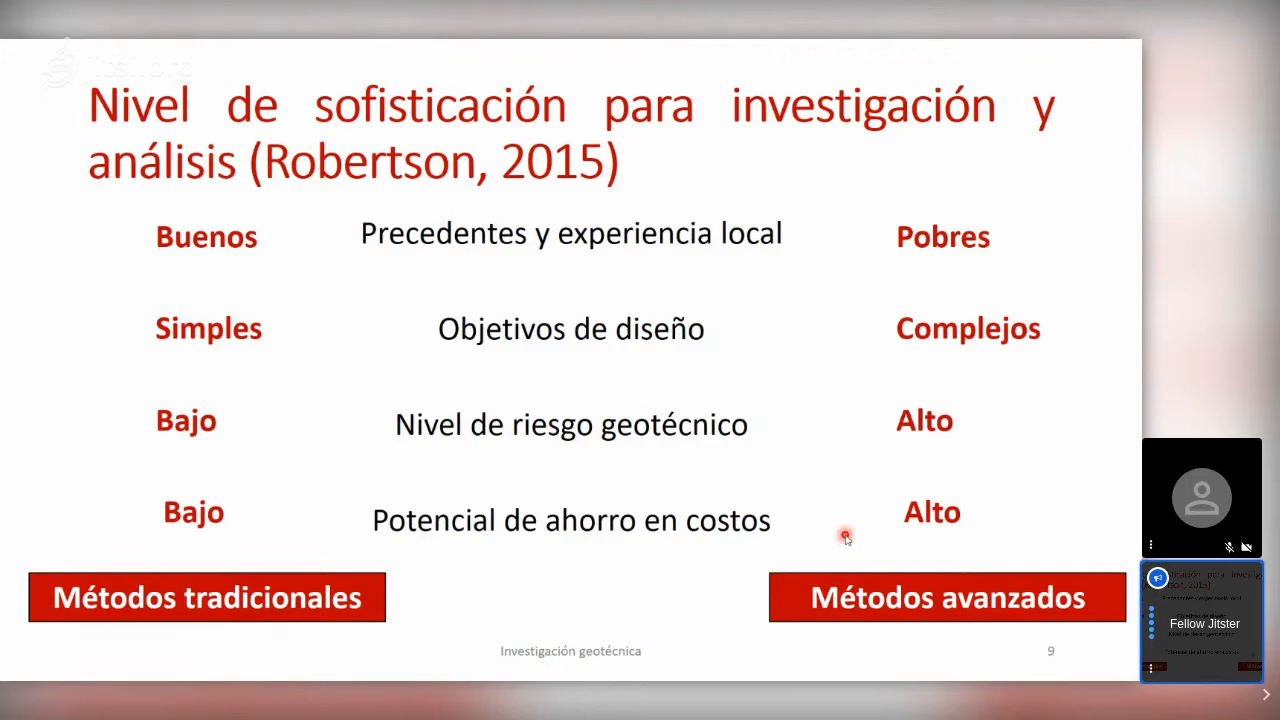 Nivel de sofisticación para investigación y
análisis (Robertson, 2015)
Buenos Precedentes y experiencia local Pobres
Simples Objetivos de diseño Complejos
Bajo Nivel de riesgo geotécnico Alto
Bajo Potencial de ahorro en costos Alto
Métodos tradicionales Métodos avanzados
Investigación geotécnica 9
Fellow Jitster